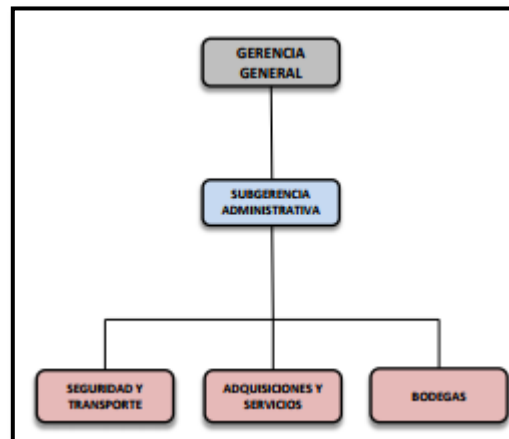 GERENCIA
GENERAL
SUBGERENCIA
ADMINISTRATIVA
SEGURIDAD Y
TRANSPORTE
ADQUISICIONES Y
SERVICIOS
BODEGAS